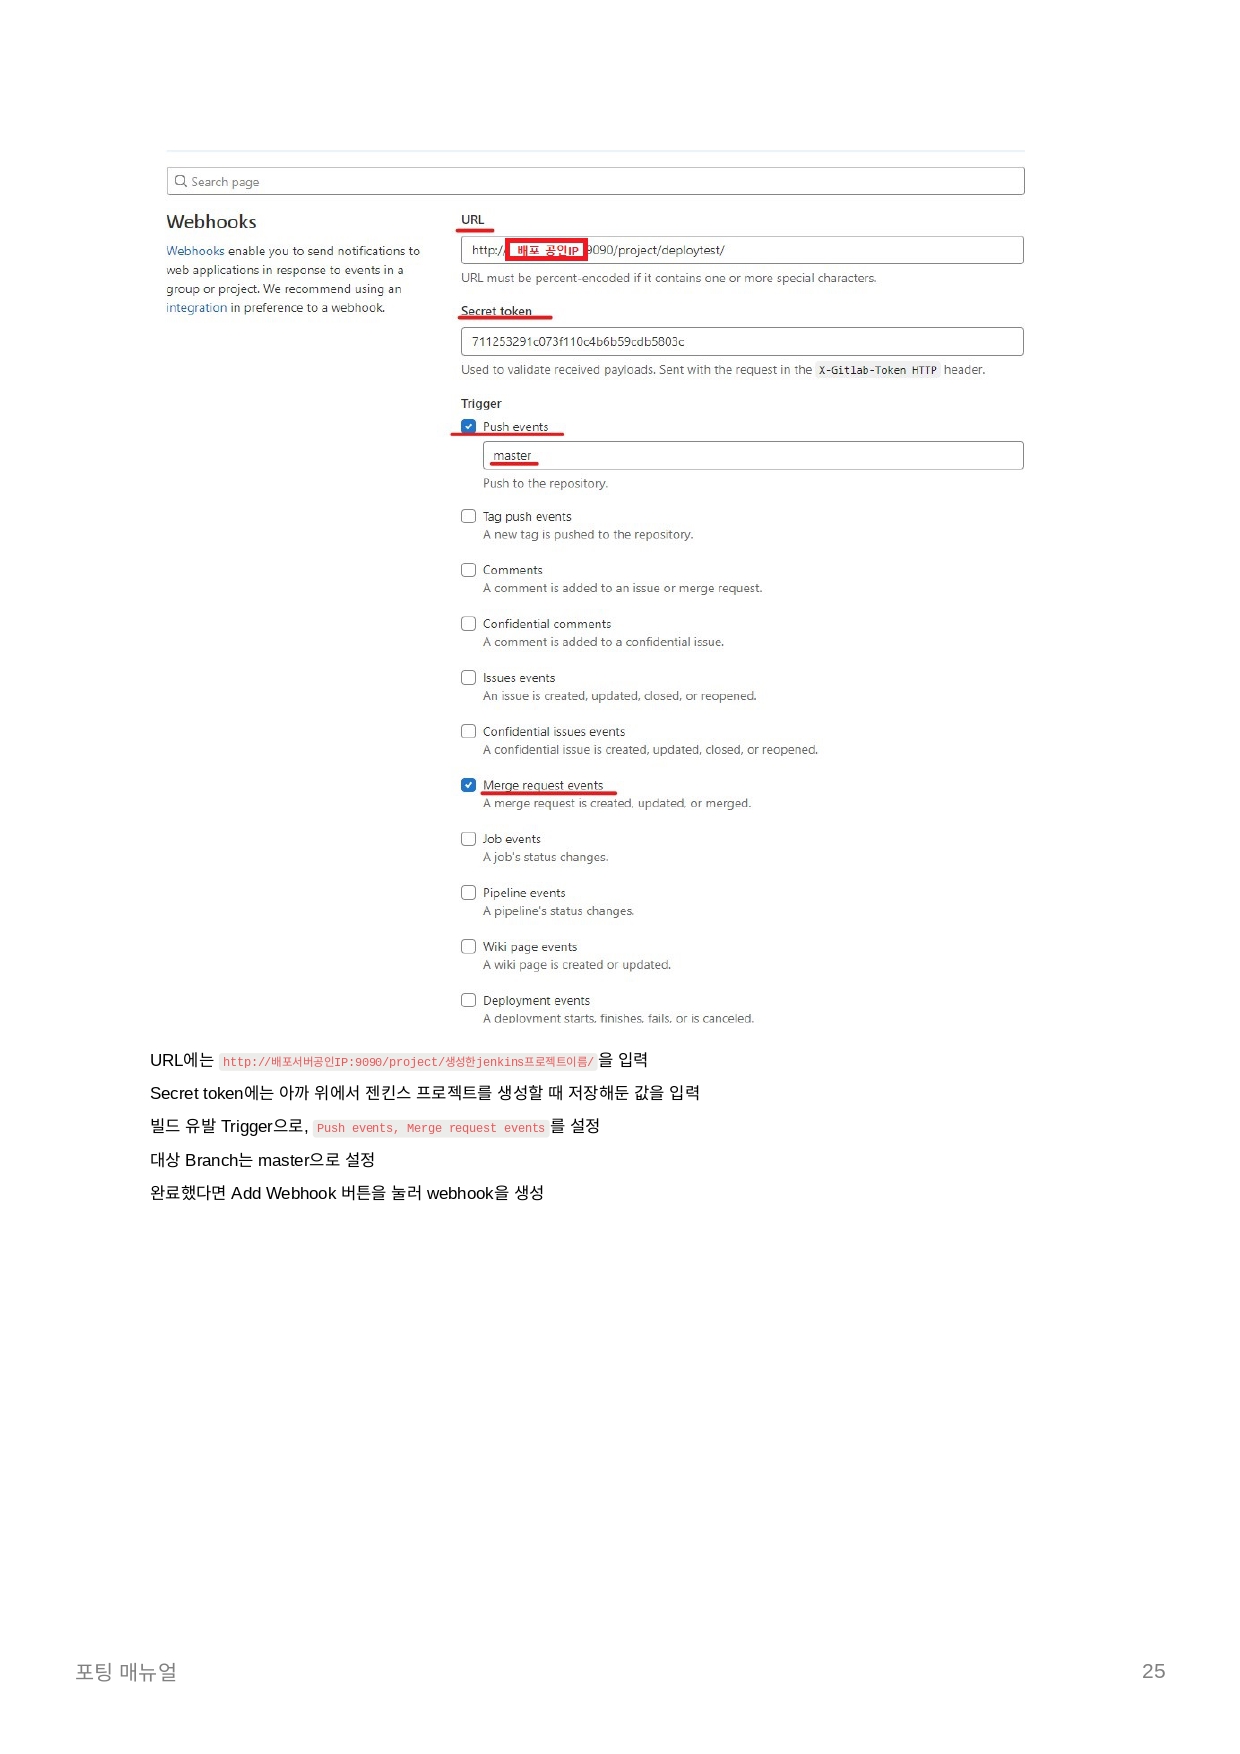 Search page
Webhooks
Webhooks enable you to send notifications to
web applications in response to events in a
group or project. We recommend using an
integration in preference to a webhook.
URL
http:/ 배포 공인IP 9090/project/deploytest/
URL must be percent-encoded if it contains one or more special characters.
Secret token
711253291c073f110c4b6b59cdb5803c
Used to validate received payloads. Sent with the request in the X-Gitlab-Token HTTP header.
Trigger
Push events
master
Push to the repository.
Tag push events
A new tag is pushed to the repository.
Comments
A comment is added to an issue or merge request.
Confidential comments
A comment is added to a confidential issue.
Issues events
An issue is created, updated, closed, or reopened.
Confidential issues events
A confidential issue is created, updated, closed, or reopened.
Merge request events
A merge request is created, updated, or merged.
Job events
A job's status changes.
Pipeline events
A pipeline's status changes.
Wiki page events
A wiki page is created or updated.
Deployment events
A deployment starts, finishes, fails, or is canceled.
URL에는 http://배포서버공인IP:9090/project/생성한jenkins프로젝트이름/ 을 입력
Secret token에는 아까 위에서 젠킨스 프로젝트를 생성할 때 저장해둔 값을 입력
빌드 유발 Trigger으로, Push events, Merge request events 를 설정
대상 Branch는 master으로 설정
완료했다면 Add Webhook 버튼을 눌러 webhook을 생성
포팅 매뉴얼
25